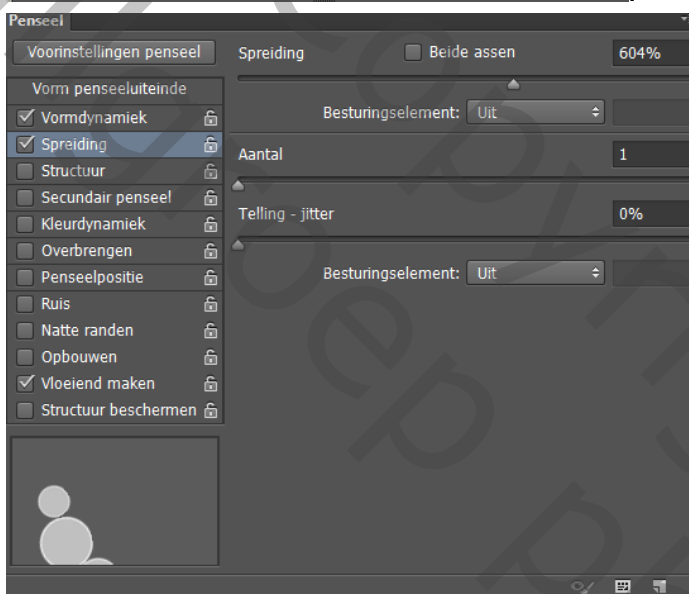 Penseel
Voorinstellingen penseel
Vorm penseeluiteinde
Vormdynamiek
Spreiding
Structuur
Secundair penseel
Kleurdynamiek
Overbrengen
Penseelpositie
Ruis
Natte randen
Opbouwen
Vloeiend maken
Structuur beschermen
Spreiding Beide assen 604%
Besturingselement: Uit
Aantal 1
Telling - jitter 0%
Besturingselement: Uit